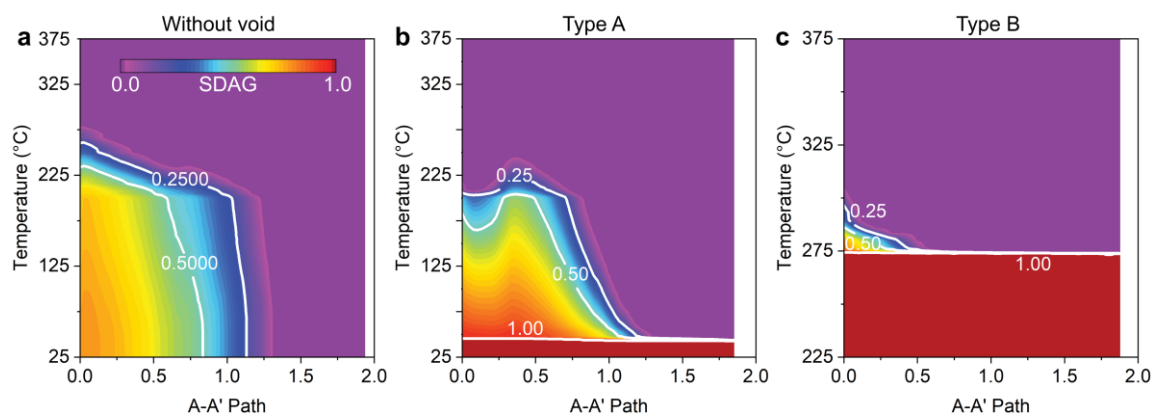 a Without void
375
325
225
125
25
Temperature (°C)
0.0 SDAG 1.0
0.2500
0.5000
0.0 0.5 1.0 1.5 2.0
A-A' Path
b Type A
375
325
225
125
25
Temperature (°C)
0.25
0.50
1.00
0.0 0.5 1.0 1.5 2.0
A-A' Path
c Type B
375
325
275
225
Temperature (°C)
0.25
0.50
1.00
0.0 0.5 1.0 1.5 2.0
A-A' Path